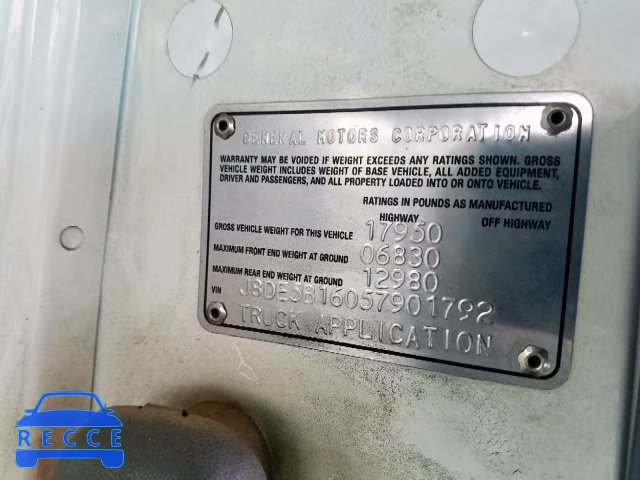 GENERAL MOTORS CORPORATION
WARRANTY MAY BE VOIDED IF WEIGHT EXCEEDS ANY RATINGS SHOWN. GROSS
VEHICLE WEIGHT INCLUDES WEIGHT OF BASE VEHICLE, ALL ADDED EQUIPMENT,
DRIVER AND PASSENGERS, AND ALL PROPERTY LOADED INTO OR ONTO VEHICLE.
RATINGS IN POUNDS AS MANUFACTURED
HIGHWAY OFF HIGHWAY
GROSS VEHICLE WEIGHT FOR THIS VEHICLE 17950
MAXIMUM FRONT END WEIGHT AT GROUND 06830
MAXIMUM REAR END WEIGHT AT GROUND 12980
VIN J8DE5B16057901792
TRUCK APPLICATION
RECCE